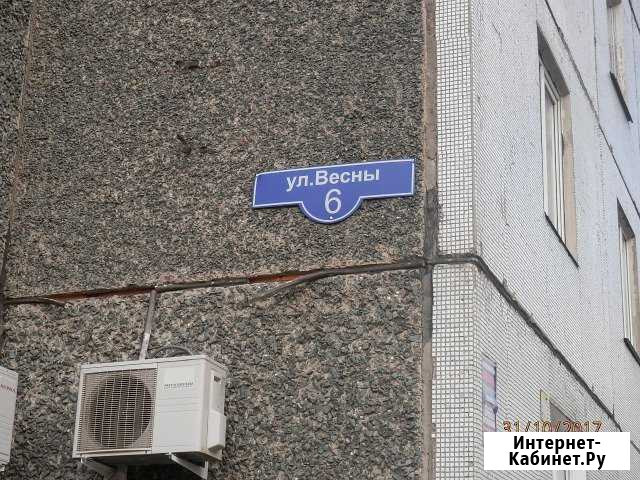 ул.Весны
6
31/10/2017
Интернет-
Кабинет.Ру